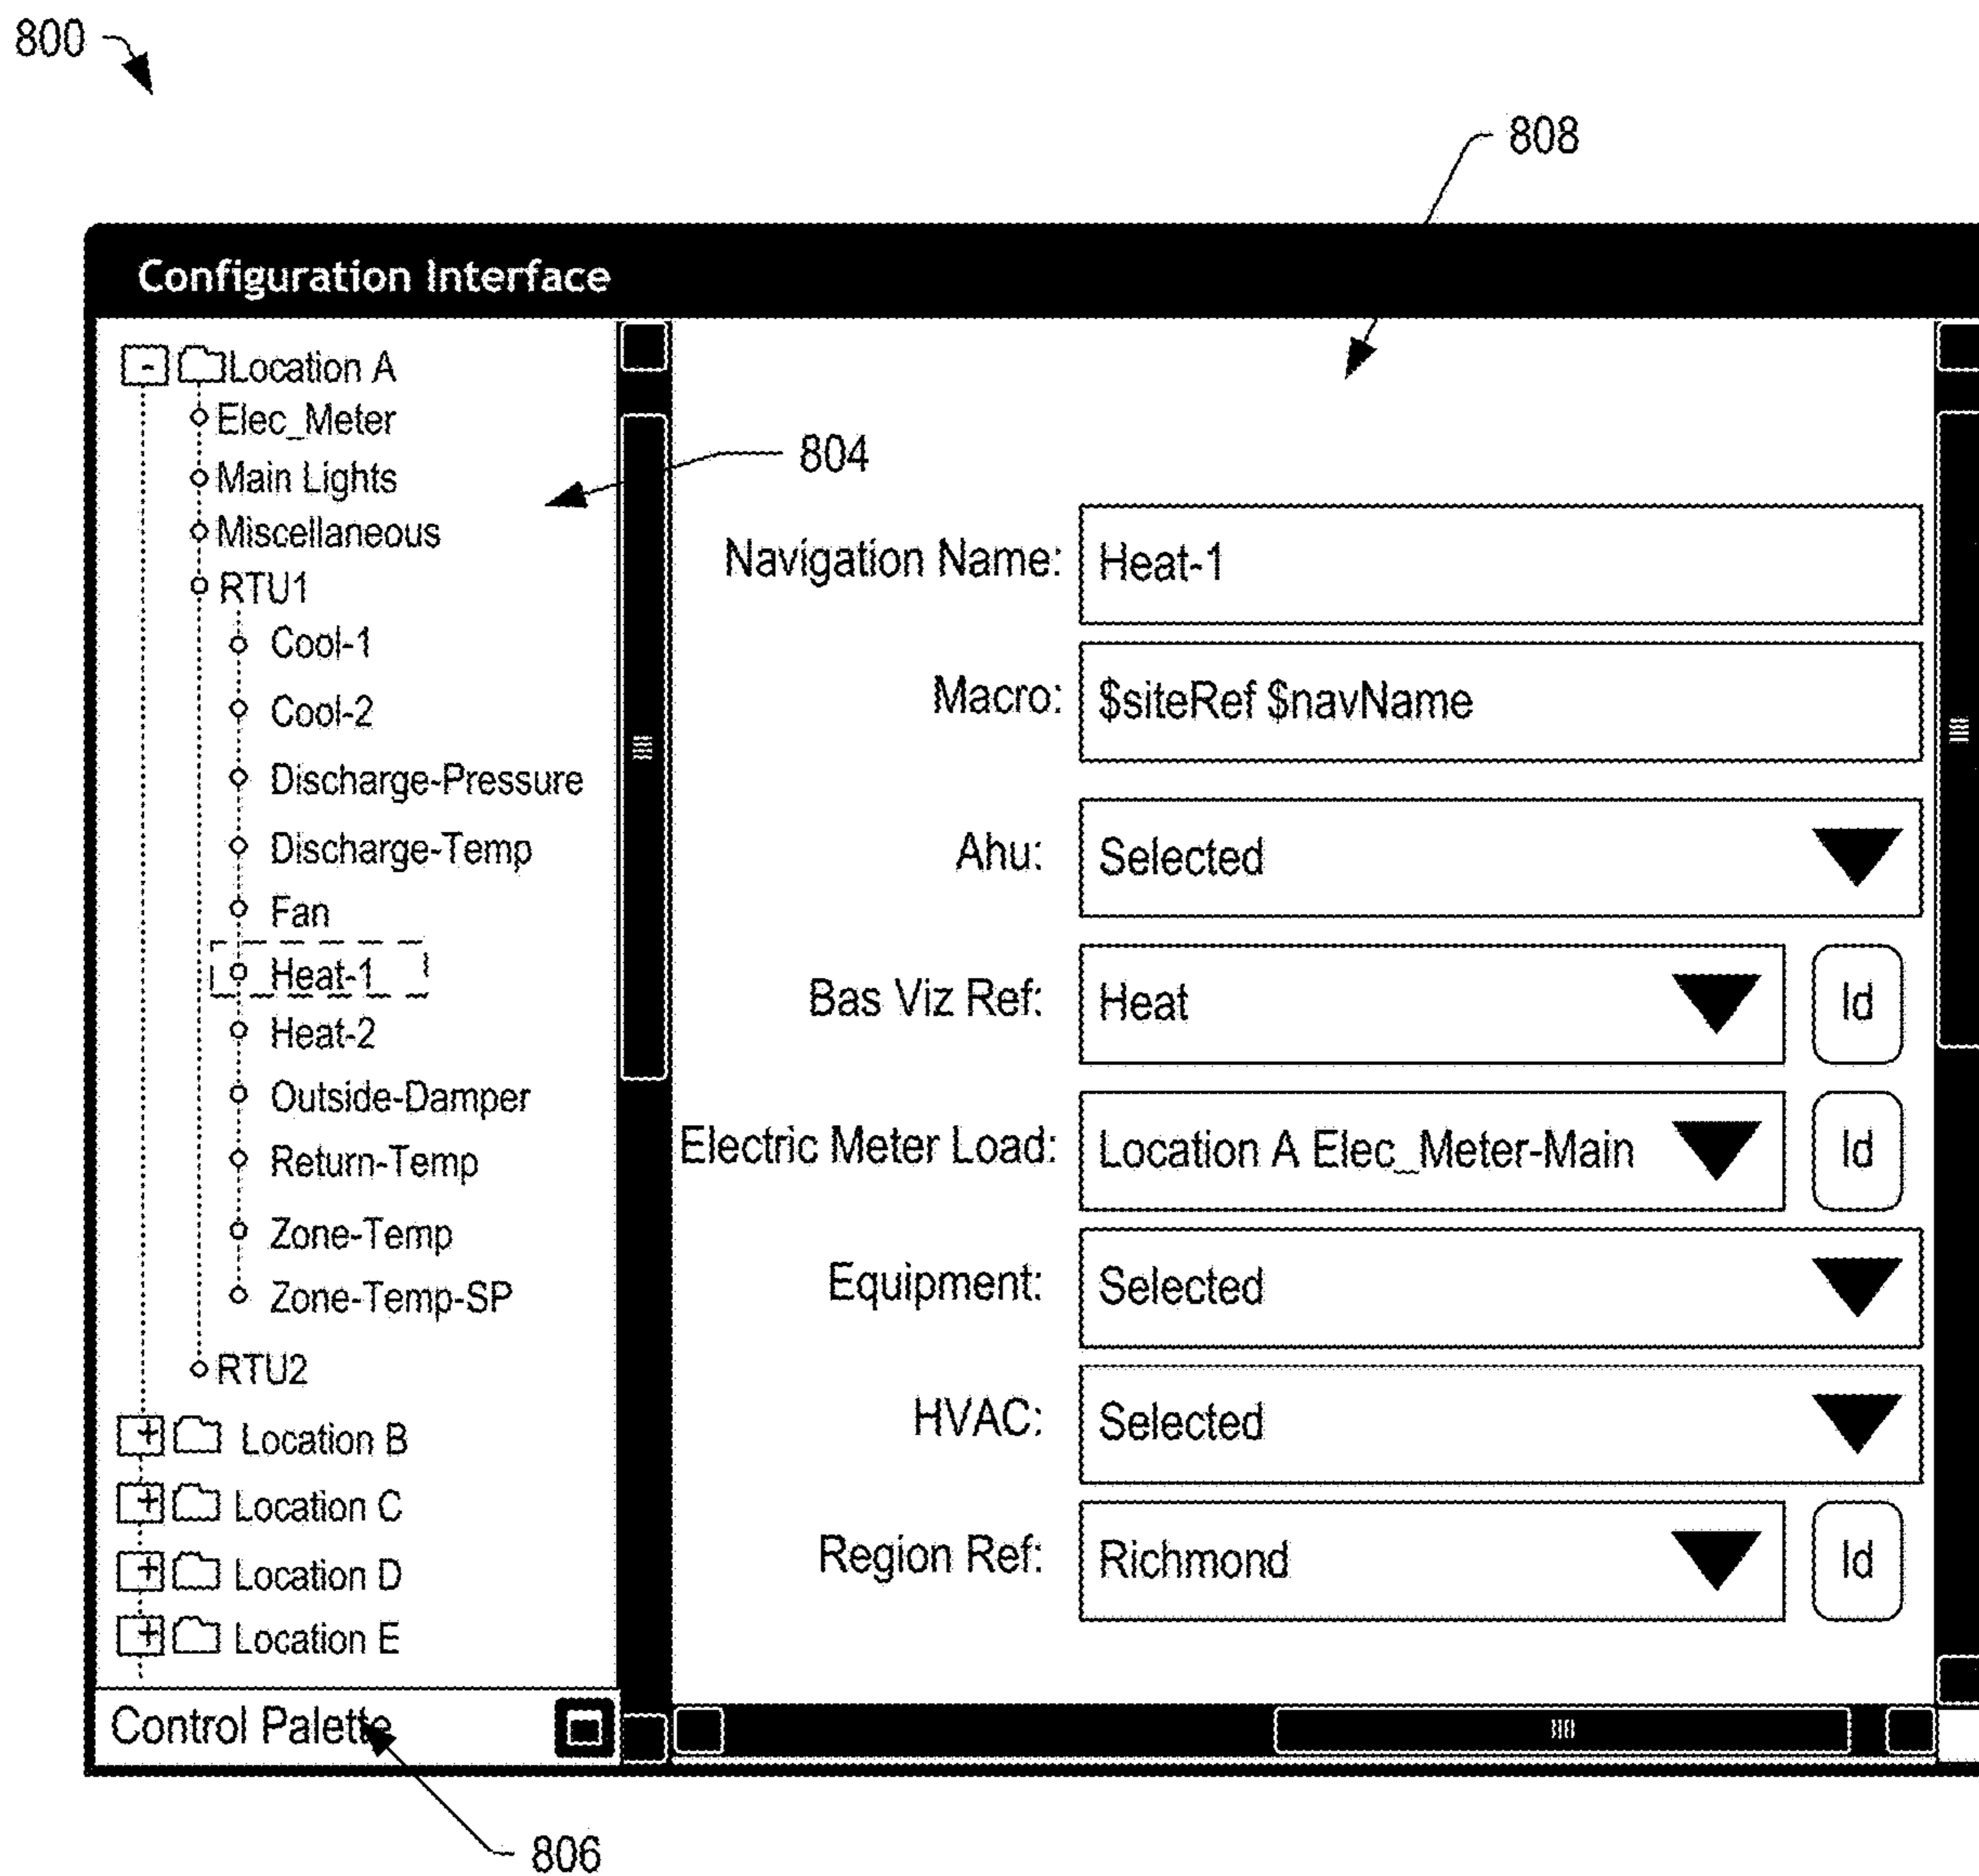 800
808
Configuration Interface
- Location A
Elec_Meter
Main Lights
Miscellaneous
RTU1
Cool-1
Cool-2
Discharge-Pressure
Discharge-Temp
Fan
Heat-1
Heat-2
Outside-Damper
Return-Temp
Zone-Temp
Zone-Temp-SP
RTU2
+ Location B
+ Location C
+ Location D
+ Location E
Control Palette
804
Navigation Name: Heat-1
Macro: $siteRef $navName
Ahu: Selected
Bas Viz Ref: Heat Id
Electric Meter Load: Location A Elec_Meter-Main Id
Equipment: Selected
HVAC: Selected
Region Ref: Richmond Id
806